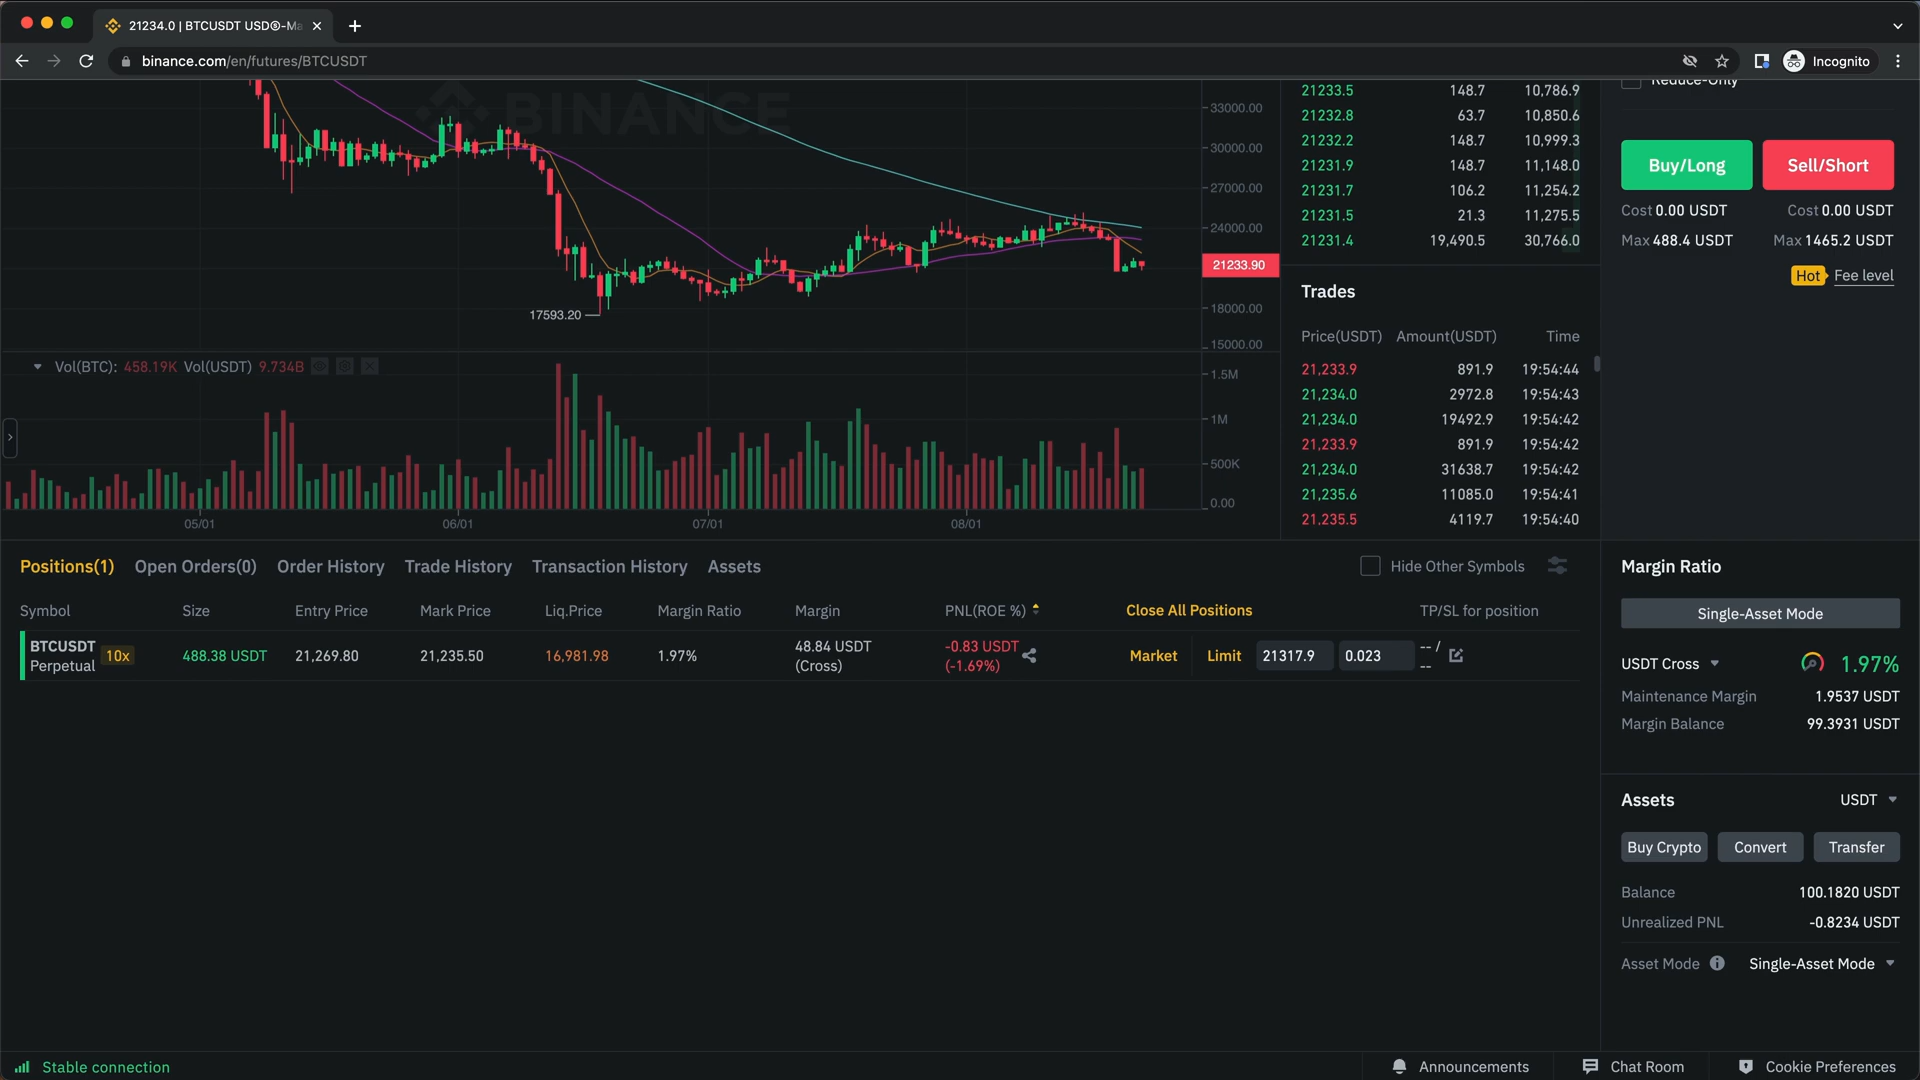 21234.0 | BTCUSDT USDⓈ-Ma
binance.com/en/futures/BTCUSDT
Incognito
BINANCE
33000.00
30000.00
27000.00
24000.00
21233.90
18000.00
15000.00
17593.20
Vol(BTC): 458.19K Vol(USDT) 9.734B
1.5M
1M
500K
0.00
05/01 06/01 07/01 08/01
21233.5 148.7 10,786.9
21232.8 63.7 10,850.6
21232.2 148.7 10,999.3
21231.9 148.7 11,148.0
21231.7 106.2 11,254.2
21231.5 21.3 11,275.5
21231.4 19,490.5 30,766.0
Trades
Price(USDT) Amount(USDT) Time
21,233.9 891.9 19:54:44
21,234.0 2972.8 19:54:43
21,234.0 19492.9 19:54:42
21,233.9 891.9 19:54:42
21,234.0 31638.7 19:54:42
21,235.6 11085.0 19:54:41
21,235.5 4119.7 19:54:40
Reduce-Only
Buy/Long Sell/Short
Cost 0.00 USDT Cost 0.00 USDT
Max 488.4 USDT Max 1465.2 USDT
Hot Fee level
Positions(1) Open Orders(0) Order History Trade History Transaction History Assets
Hide Other Symbols
Symbol Size Entry Price Mark Price Liq.Price Margin Ratio Margin PNL(ROE %) Close All Positions TP/SL for position
BTCUSDT
Perpetual
10x 488.38 USDT 21,269.80 21,235.50 16,981.98 1.97%
48.84 USDT
(Cross)
-0.83 USDT
(-1.69%)
Market Limit 21317.9 0.023
-- /
--
Margin Ratio
Single-Asset Mode
USDT Cross 1.97%
Maintenance Margin 1.9537 USDT
Margin Balance 99.3931 USDT
Assets USDT
Buy Crypto Convert Transfer
Balance 100.1820 USDT
Unrealized PNL -0.8234 USDT
Asset Mode Single-Asset Mode
Stable connection
Announcements Chat Room Cookie Preferences